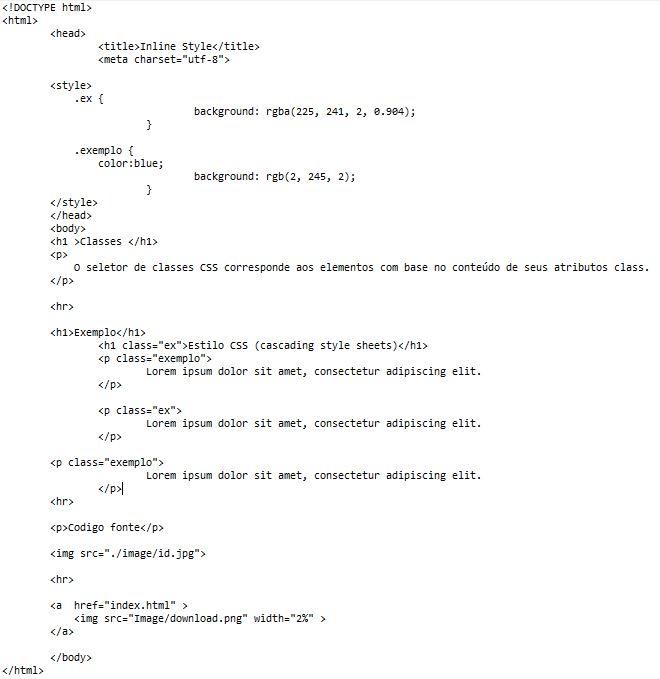 <!DOCTYPE html>
<html>
<head>
<title>Inline Style</title>
<meta charset="utf-8">
<style>
.ex {
background: rgba(225, 241, 2, 0.904);
}
.exemplo {
color:blue;
background: rgb(2, 245, 2);
}
</style>
</head>
<body>
<h1 >Classes </h1>
<p>
O seletor de classes CSS corresponde aos elementos com base no conteúdo de seus atributos class.
</p>
<hr>
<h1>Exemplo</h1>
<h1 class="ex">Estilo CSS (cascading style sheets)</h1>
<p class="exemplo">
Lorem ipsum dolor sit amet, consectetur adipiscing elit.
</p>
<p class="ex">
Lorem ipsum dolor sit amet, consectetur adipiscing elit.
</p>
<p class="exemplo">
Lorem ipsum dolor sit amet, consectetur adipiscing elit.
</p>
<hr>
<p>Codigo fonte</p>
<img src="./image/id.jpg">
<hr>
<a  href="index.html" >
<img src="Image/download.png" width="2%" >
</a>
</body>
</html>